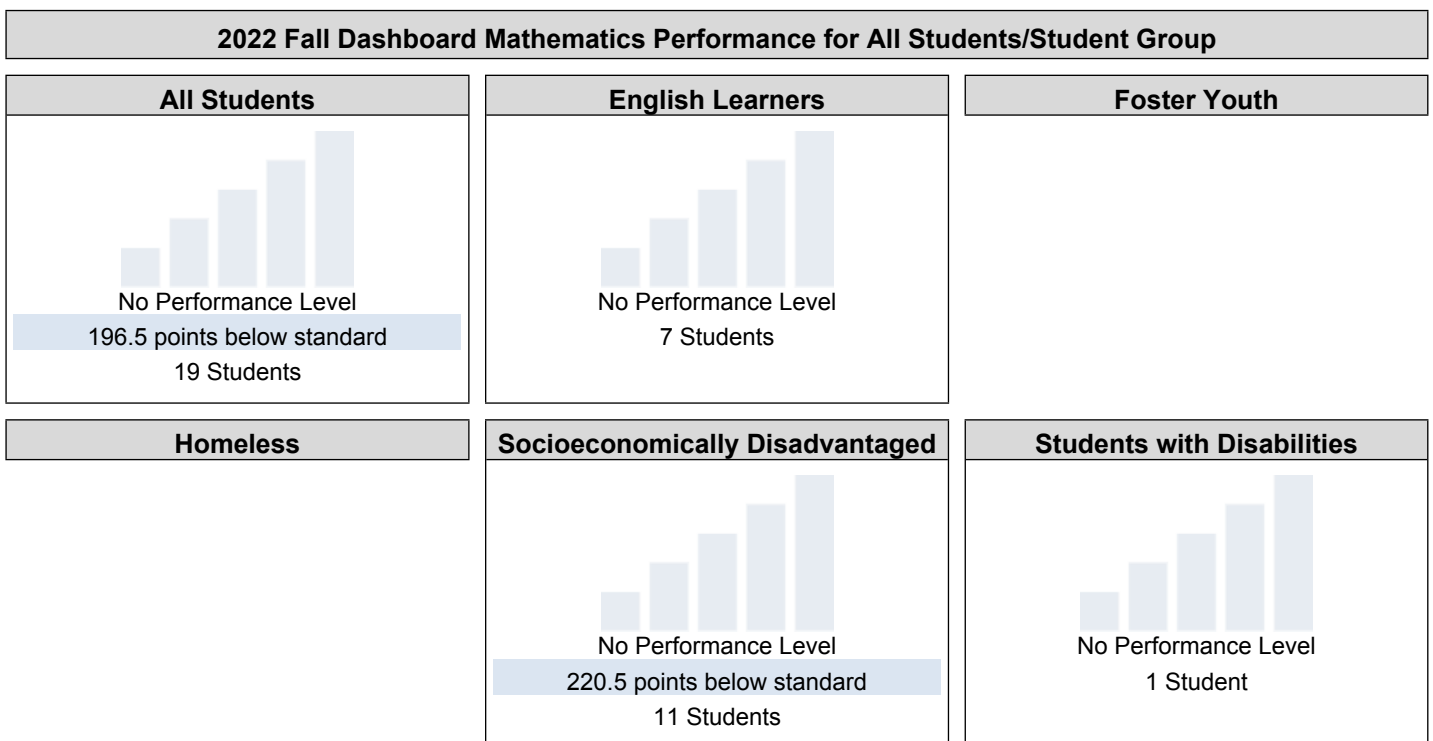 2022 Fall Dashboard Mathematics Performance for All Students/Student Group
All Students
No Performance Level
196.5 points below standard
19 Students
English Learners
No Performance Level
7 Students
Foster Youth
Homeless
Socioeconomically Disadvantaged
No Performance Level
220.5 points below standard
11 Students
Students with Disabilities
No Performance Level
1 Student